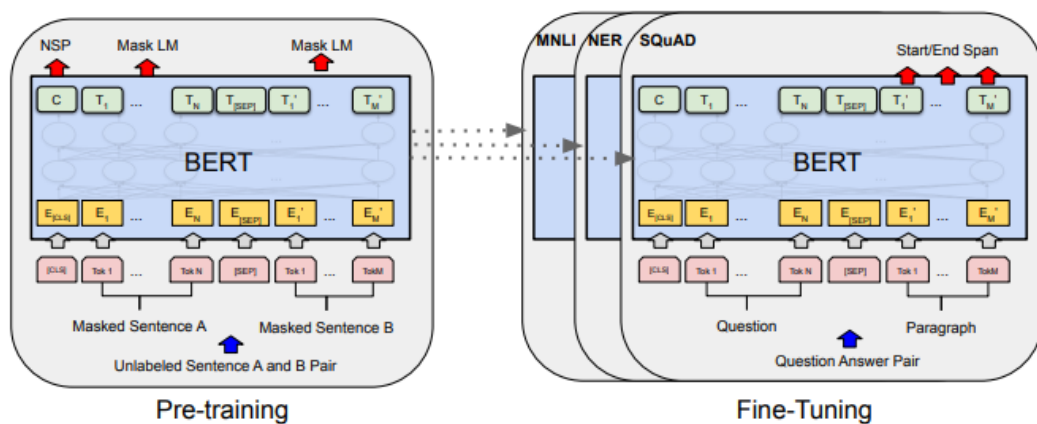 NSP Mask LM Mask LM
C T1 ... TN T[SEP] T1' ... TM'
BERT
E[CLS] E1 ... EN E[SEP] E1' ... EM'
[CLS] Tok 1 ... Tok N [SEP] Tok 1 ... TokM
Masked Sentence A Masked Sentence B
Unlabeled Sentence A and B Pair
Pre-training
MNLI NER SQuAD
Start/End Span
C T1 ... TN T[SEP] T1' ... TM'
BERT
E[CLS] E1 ... EN E[SEP] E1' ... EM'
[CLS] Tok 1 ... Tok N [SEP] Tok 1 ... TokM
Question Paragraph
Question Answer Pair
Fine-Tuning